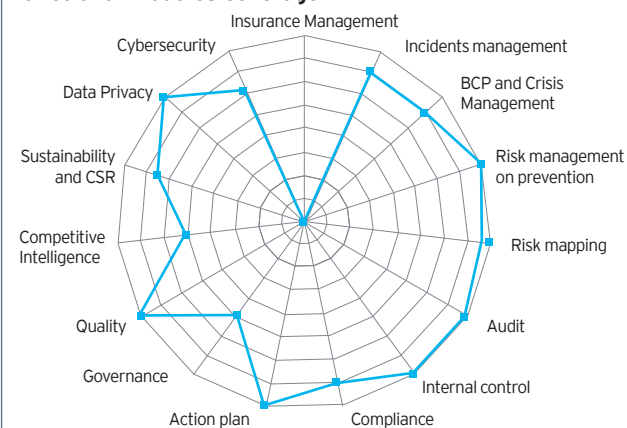 Insurance Management
Incidents management
BCP and Crisis
Management
Risk management
on prevention
Risk mapping
Audit
Internal control
Compliance
Action plan
Governance
Quality
Competitive
Intelligence
Sustainability
and CSR
Data Privacy
Cybersecurity